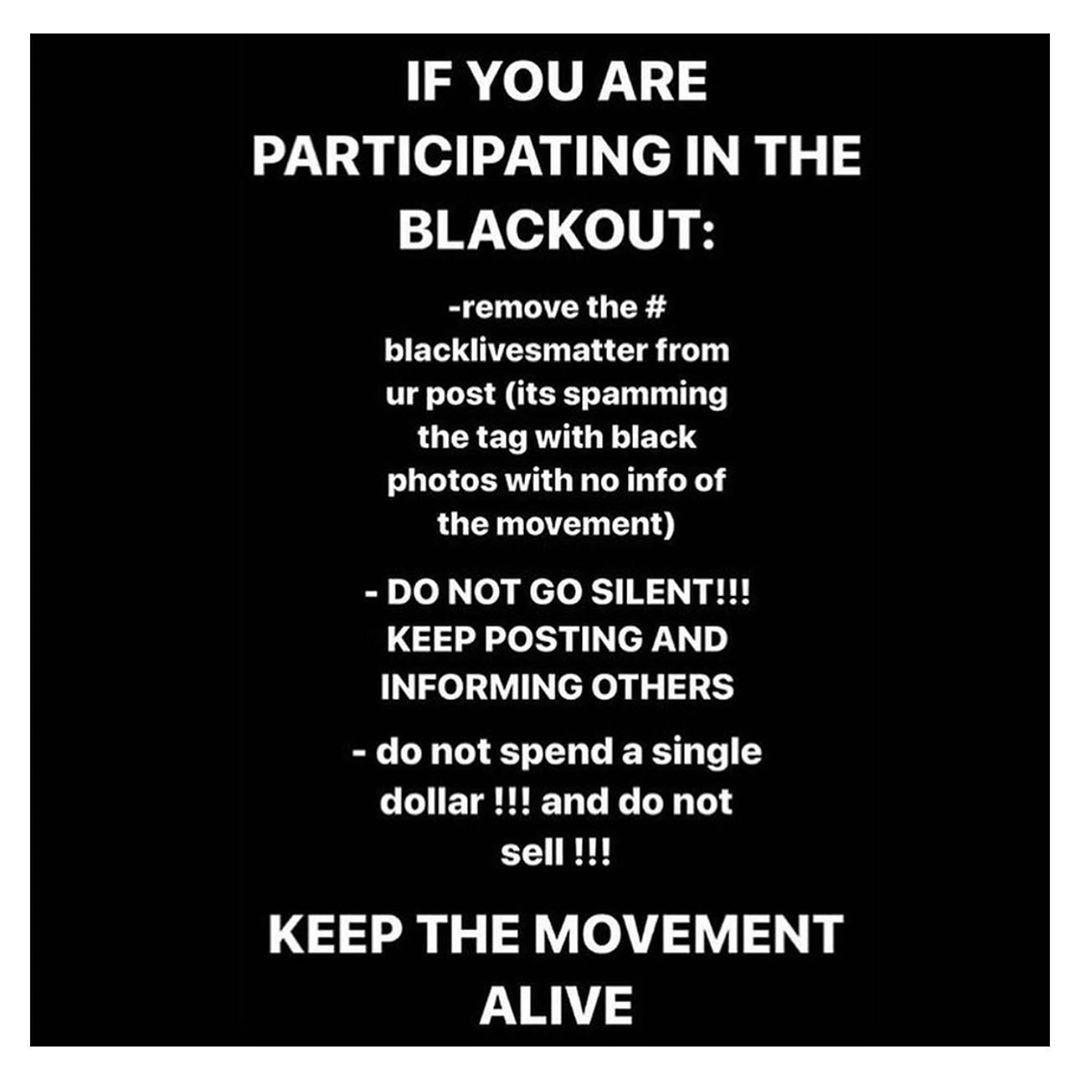 IF YOU ARE
PARTICIPATING IN THE
BLACKOUT:
-remove the #
blacklivesmatter from
ur post (its spamming
the tag with black
photos with no info of
the movement)
- DO NOT GO SILENT!!!
KEEP POSTING AND
INFORMING OTHERS
- do not spend a single
dollar !!! and do not
sell !!!
KEEP THE MOVEMENT
ALIVE